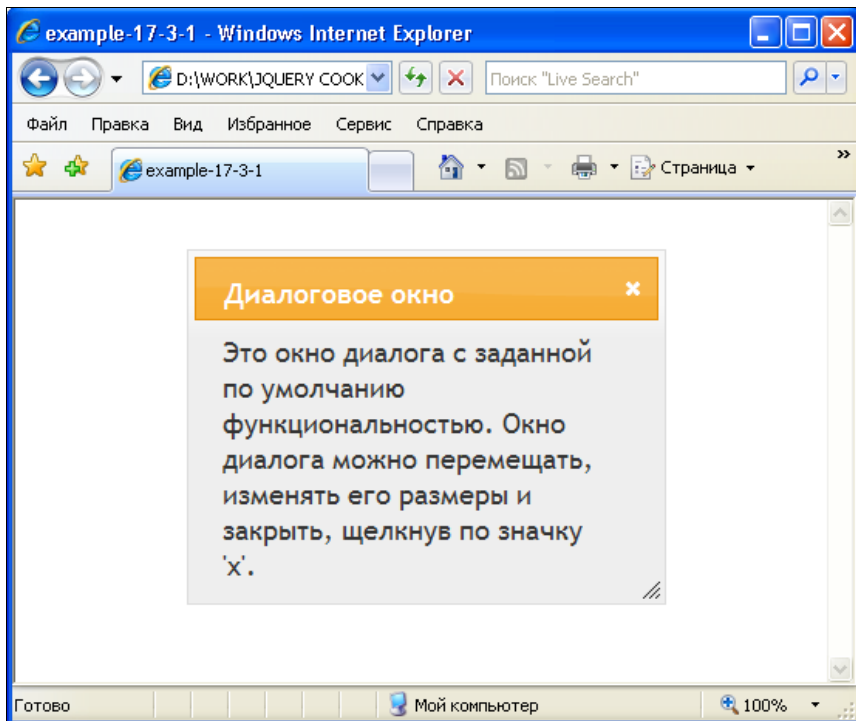 example-17-3-1 - Windows Internet Explorer
D:\WORK\JQUERY COOK
Поиск "Live Search"
Файл Правка Вид Избранное Сервис Справка
example-17-3-1
Страница
»
Диалоговое окно
Это окно диалога с заданной
по умолчанию
функциональностью. Окно
диалога можно перемещать,
изменять его размеры и
закрыть, щелкнув по значку
'x'.
Готово
Мой компьютер
100%